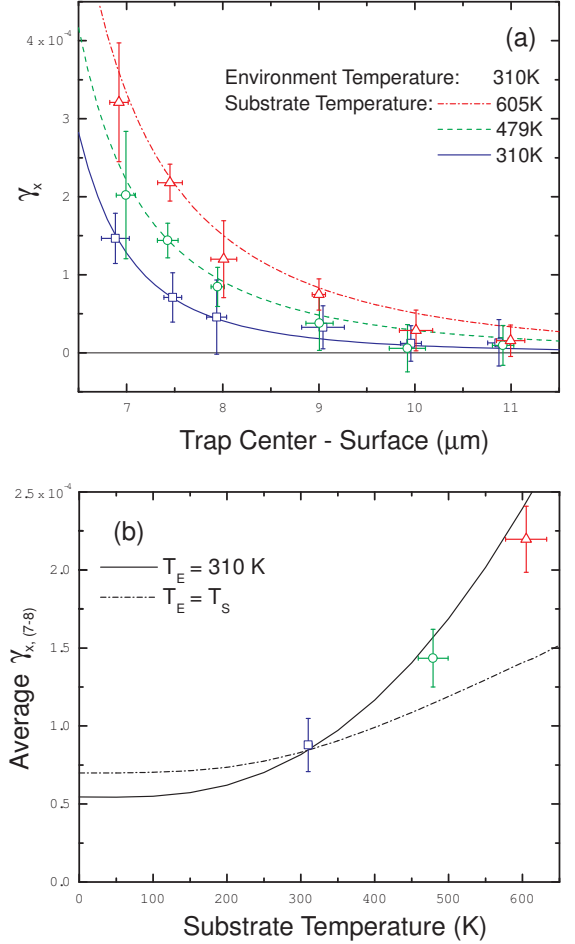 (a)
4 x 10⁻⁴
3
2
1
0
γx
Environment Temperature: 310K
Substrate Temperature: 605K
479K
310K
7 8 9 10 11
Trap Center - Surface (μm)
(b)
2.5 x 10⁻⁴
2.0
1.5
1.0
0.5
0.0
Average γx, (7-8)
TE = 310 K
TE = TS
0 100 200 300 400 500 600
Substrate Temperature (K)